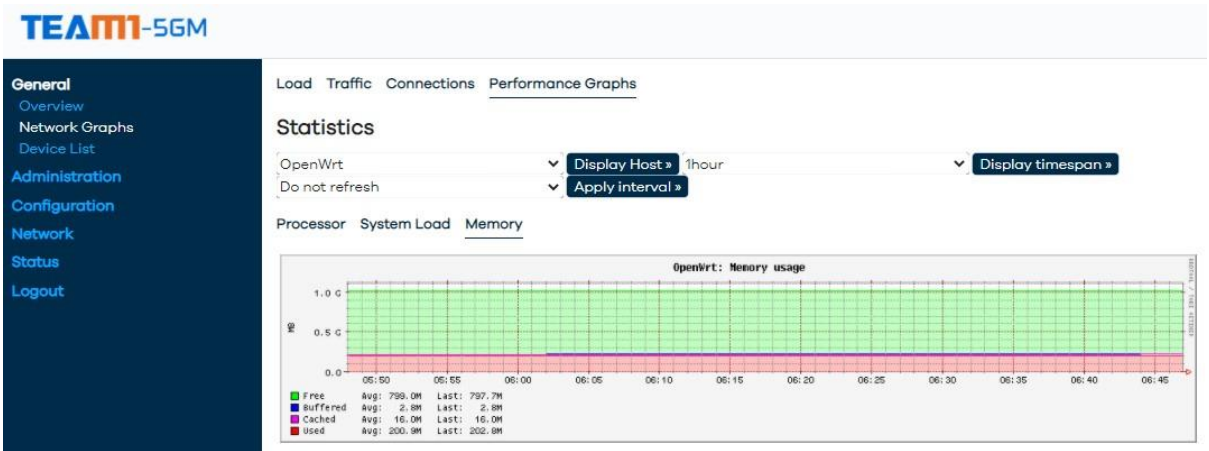 TEAM1-5GM
General
Overview
Network Graphs
Device List
Administration
Configuration
Network
Status
Logout
Load Traffic Connections Performance Graphs
Statistics
OpenWrt Display Host » 1hour Display timespan »
Do not refresh Apply interval »
Processor System Load Memory
OpenWrt: Memory usage
MB
1.0 G
0.5 G
0.0
05:50 05:55 06:00 06:05 06:10 06:15 06:20 06:25 06:30 06:35 06:40 06:45
Free Avg: 799.0M Last: 797.7M
Buffered Avg: 2.8M Last: 2.8M
Cached Avg: 16.0M Last: 16.0M
Used Avg: 200.9M Last: 202.8M